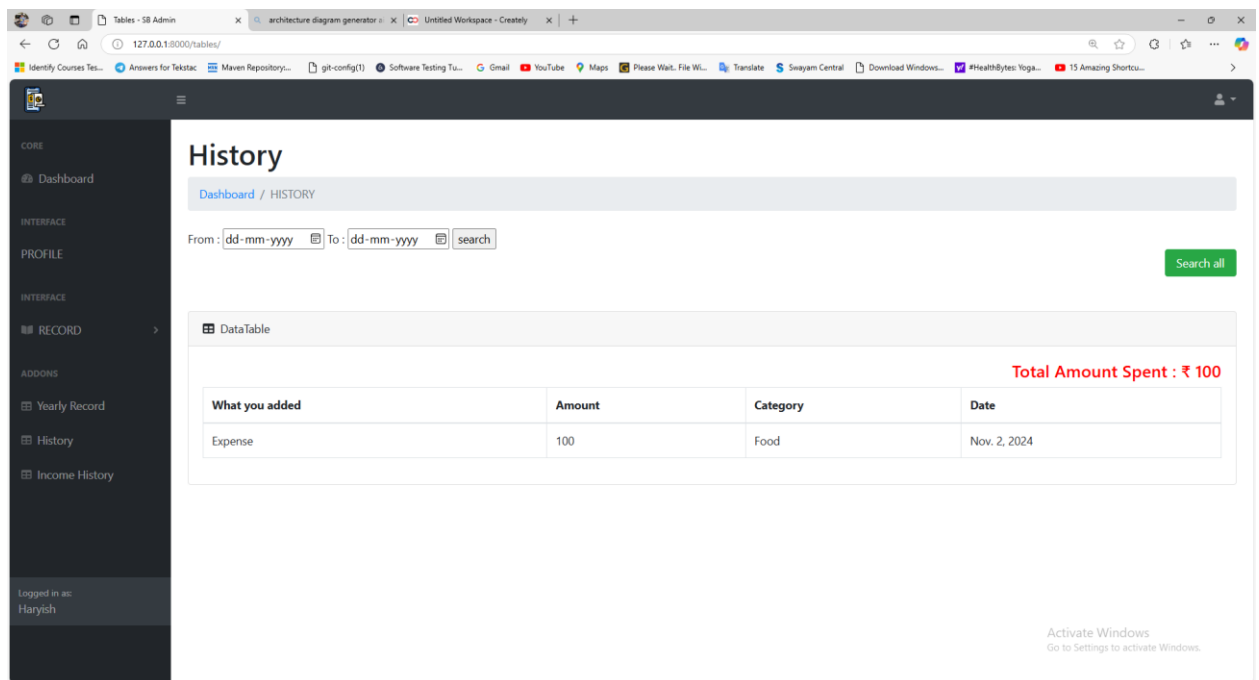 Tables - SB Admin
Untitled Workspace - Creately
127.0.0.1:8000/tables/
Identify Courses Tes... Answers for Tekstac Maven Repository:... git-config(1) Software Testing Tu... Gmail YouTube Maps Please Wait.. File Wi... Translate Swayam Central Download Windows... #HealthBytes: Yoga... 15 Amazing Shortcu...
CORE
Dashboard
INTERFACE
PROFILE
INTERFACE
RECORD
ADDONS
Yearly Record
History
Income History
Logged in as:
Haryish
History
Dashboard / HISTORY
From : dd-mm-yyyy To : dd-mm-yyyy search
Search all
DataTable
Total Amount Spent : ₹ 100
What you added Amount Category Date
Expense 100 Food Nov. 2, 2024
Activate Windows
Go to Settings to activate Windows.